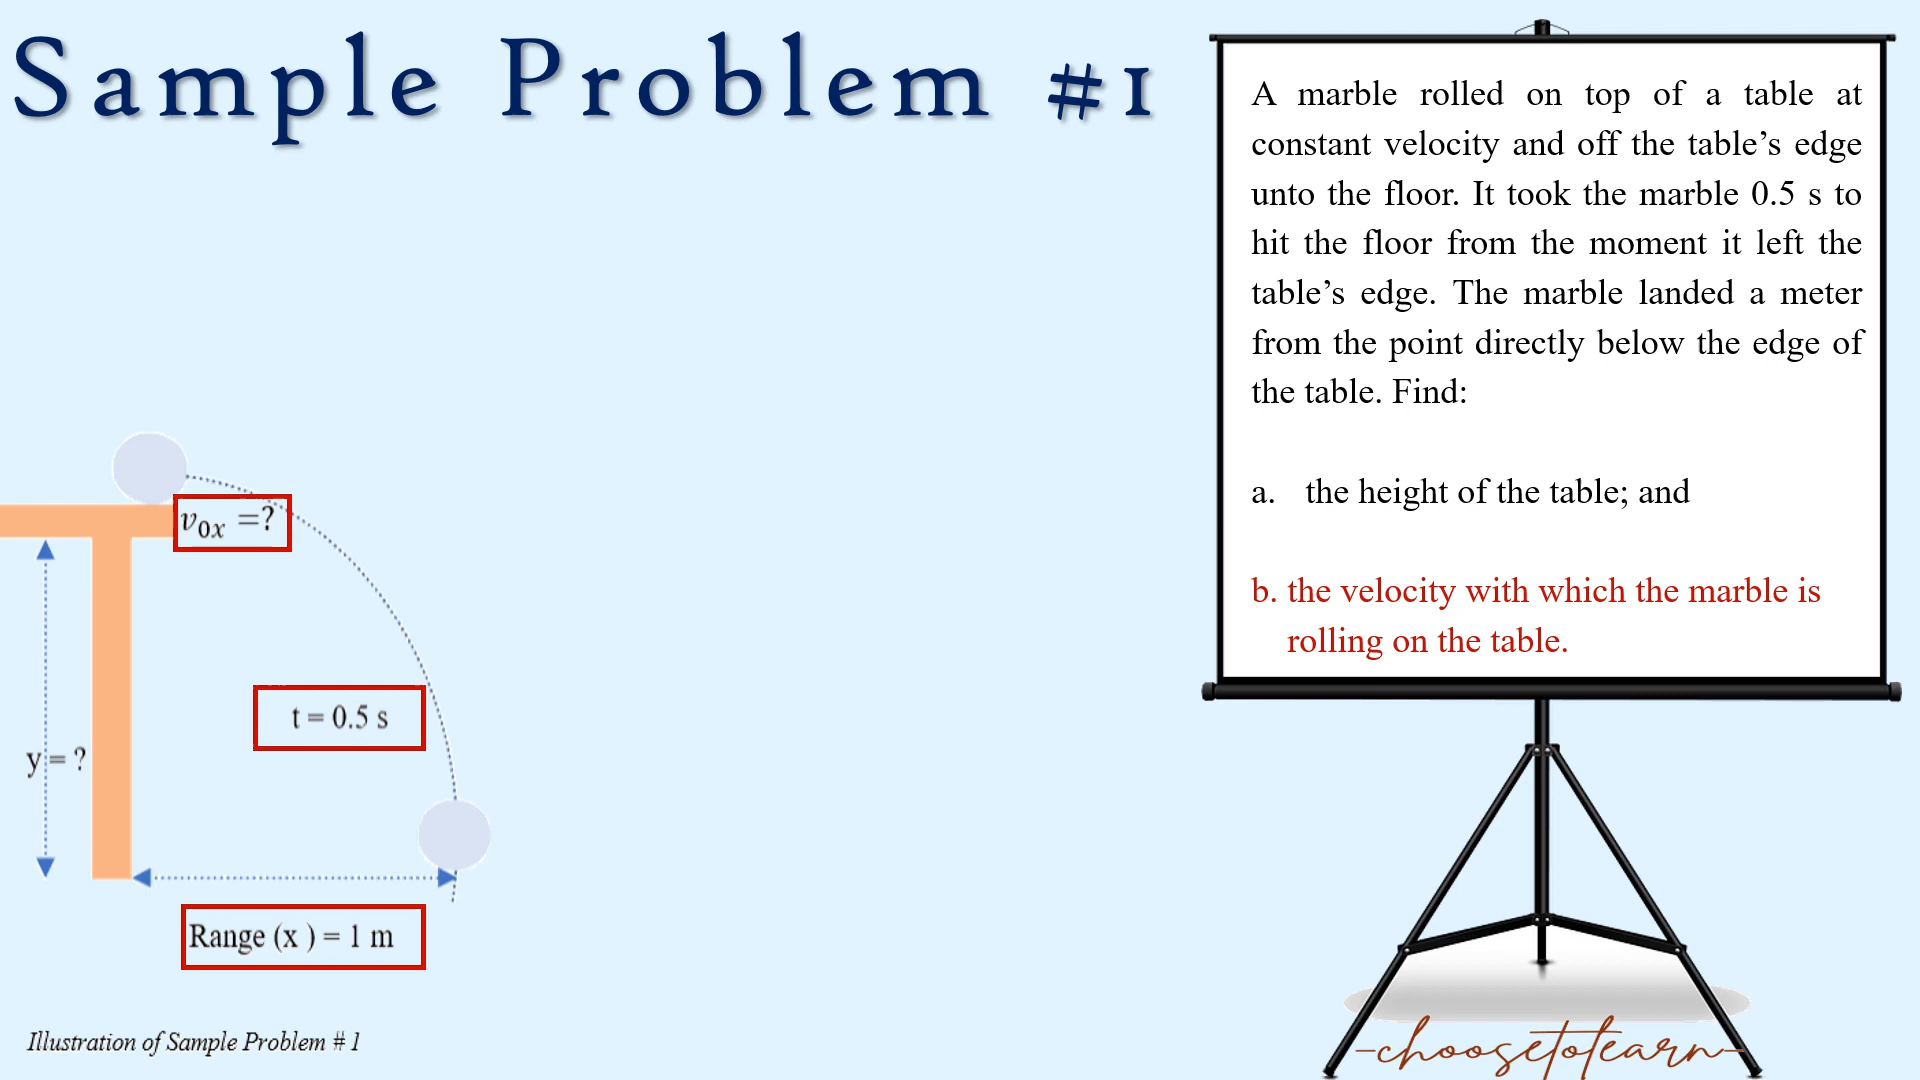 Sample Problem #1
A marble rolled on top of a table at
constant velocity and off the table’s edge
unto the floor. It took the marble 0.5 s to
hit the floor from the moment it left the
table’s edge. The marble landed a meter
from the point directly below the edge of
the table. Find:
a. the height of the table; and
b. the velocity with which the marble is
rolling on the table.
v₀ₓ =?
t = 0.5 s
y = ?
Range (x ) = 1 m
Illustration of Sample Problem # 1
-choosetolearn-